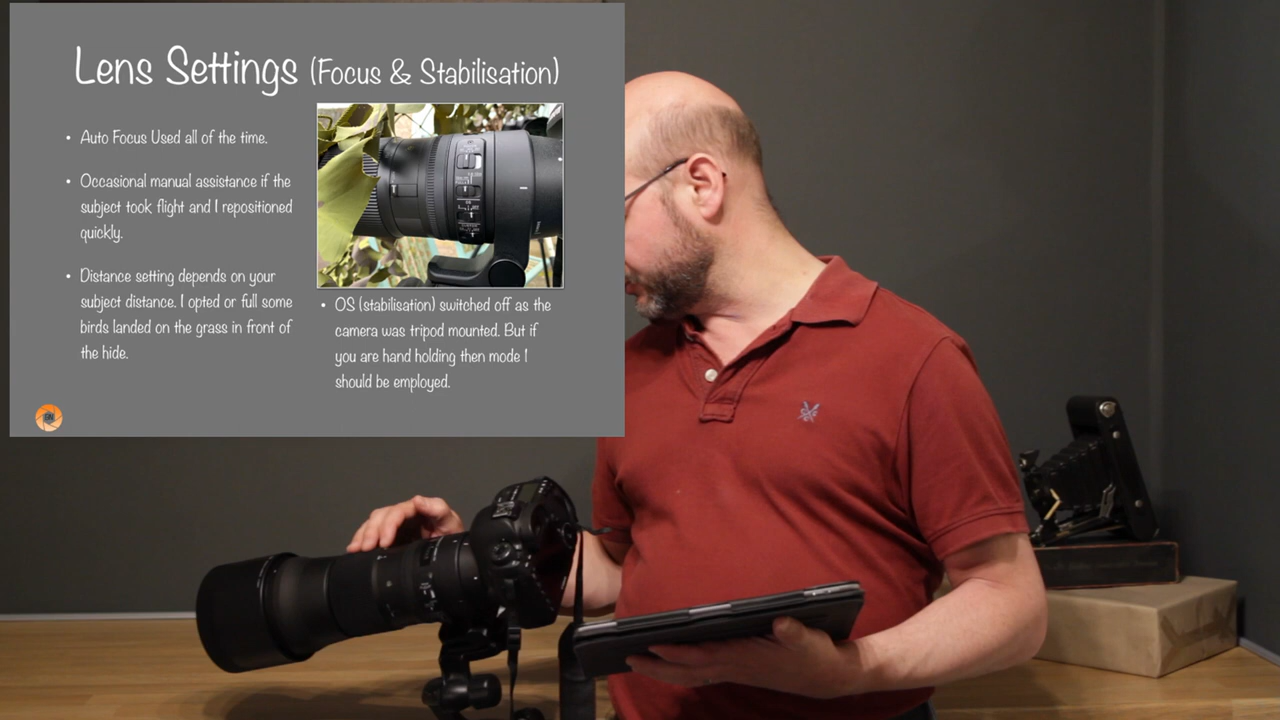 Lens Settings (Focus & Stabilisation)
• Auto Focus Used all of the time.
• Occasional manual assistance if the
subject took flight and I repositioned
quickly.
• Distance setting depends on your
subject distance. I opted or full some
birds landed on the grass in front of
the hide.
• OS (stabilisation) switched off as the
camera was tripod mounted. But if
you are hand holding then mode 1
should be employed.